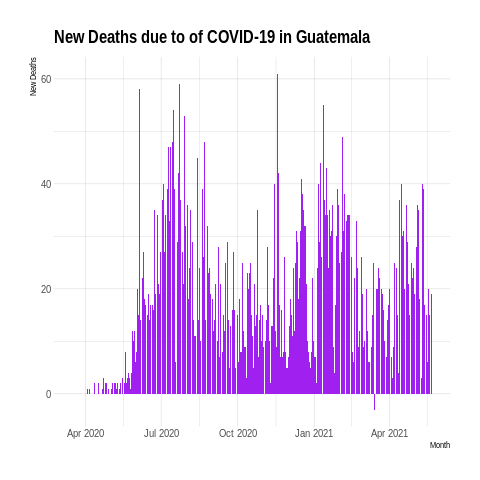 New Deaths due to of COVID-19 in Guatemala
New Deaths
60
40
20
0
Apr 2020 Jul 2020 Oct 2020 Jan 2021 Apr 2021
Month